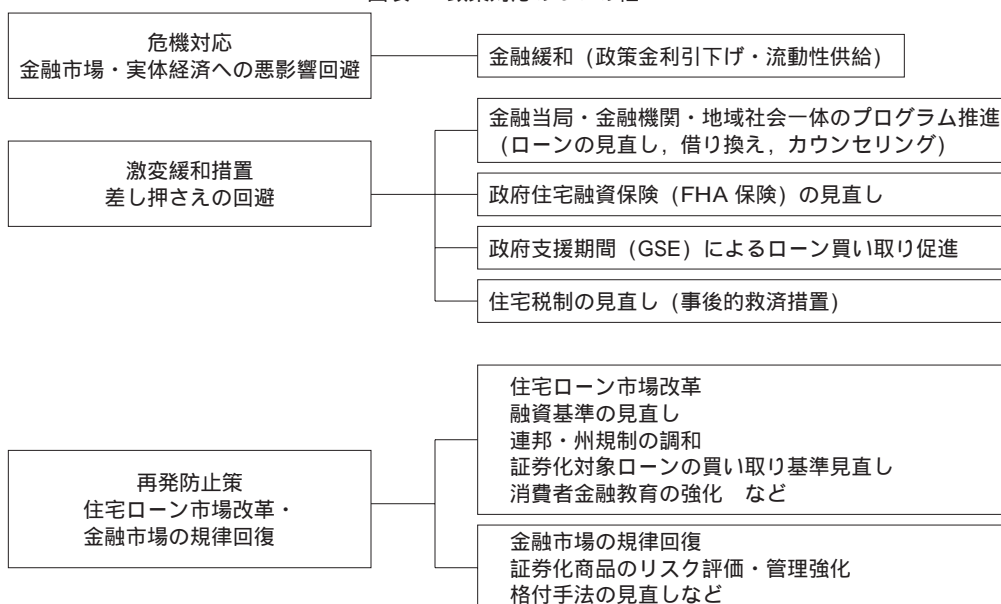 危機対応
金融市場・実体経済への悪影響回避
金融緩和（政策金利引下げ・流動性供給）
激変緩和措置
差し押さえの回避
金融当局・金融機関・地域社会一体のプログラム推進
（ローンの見直し，借り換え，カウンセリング）
政府住宅融資保険（FHA 保険）の見直し
政府支援期間（GSE）によるローン買い取り促進
住宅税制の見直し（事後的救済措置）
再発防止策
住宅ローン市場改革・
金融市場の規律回復
住宅ローン市場改革
融資基準の見直し
連邦・州規制の調和
証券化対象ローンの買い取り基準見直し
消費者金融教育の強化　など
金融市場の規律回復
証券化商品のリスク評価・管理強化
格付手法の見直しなど